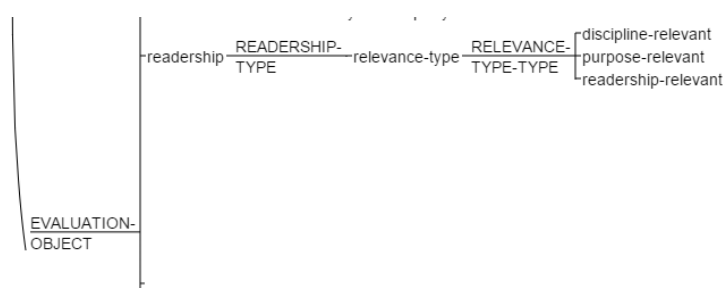 discipline-relevant
readership READERSHIP-TYPE relevance-type RELEVANCE-TYPE-TYPE purpose-relevant
readership-relevant
EVALUATION-
OBJECT